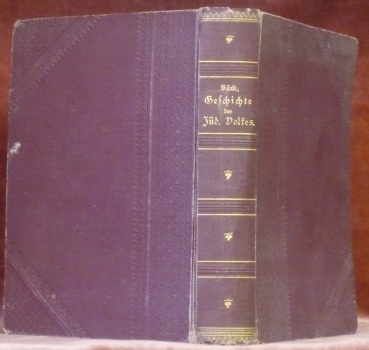 Bäck,
Geschichte
des
Jüd. Volkes.